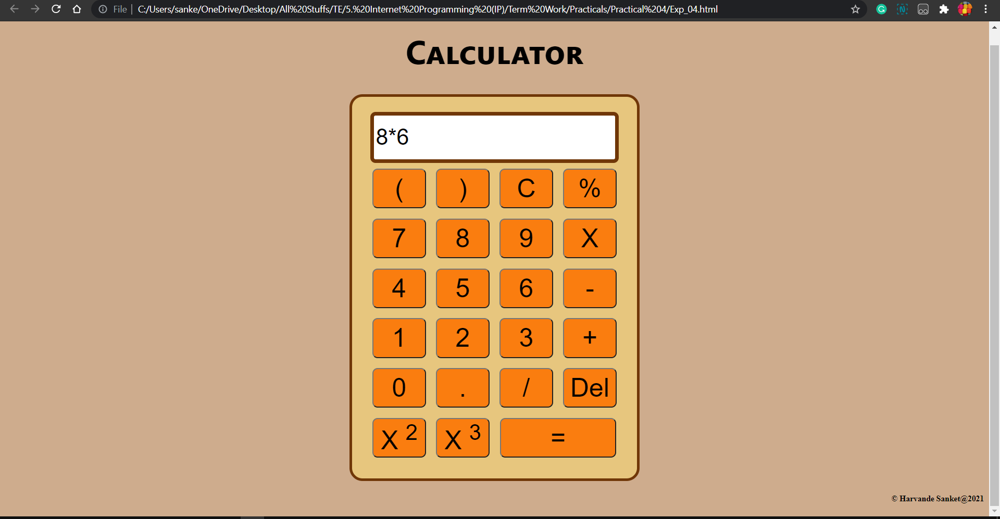 File | C:/Users/sanke/OneDrive/Desktop/All%20Stuffs/TE/5.%20Internet%20Programming%20(IP)/Term%20Work/Practicals/Practical%204/Exp_04.html
CALCULATOR
8*6
( ) C %
7 8 9 X
4 5 6 -
1 2 3 +
0 . / Del
X ² X ³ =
© Harvande Sanket@2021